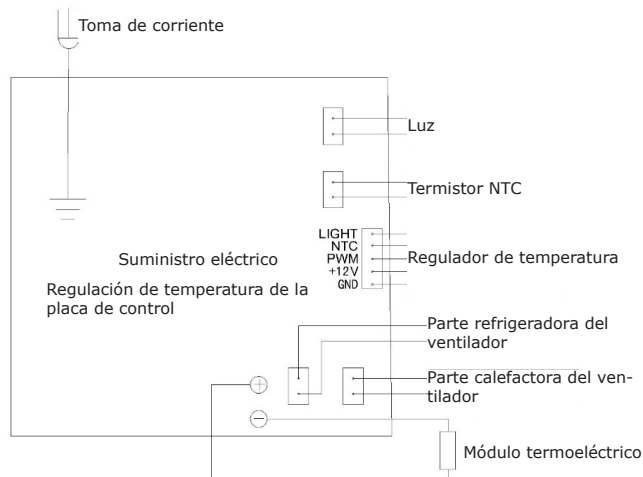 Toma de corriente
Luz
Termistor NTC
LIGHT
NTC
PWM
+12V
GND
Regulador de temperatura
Suministro eléctrico
Regulación de temperatura de la
placa de control
Parte refrigeradora del
ventilador
Parte calefactora del ven-
tilador
Módulo termoeléctrico